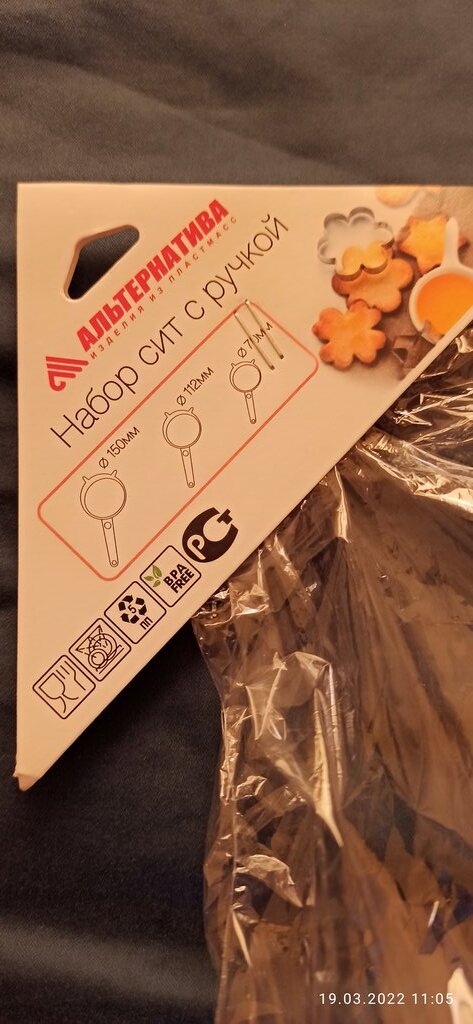 АЛЬТЕРНАТИВА
ИЗДЕЛИЯ ИЗ ПЛАСТМАСС
Набор сит с ручкой
Ø 150мм
Ø 112мм
Ø 70мм
5
ПП
BPA
FREE
РСТ
19.03.2022 11:05